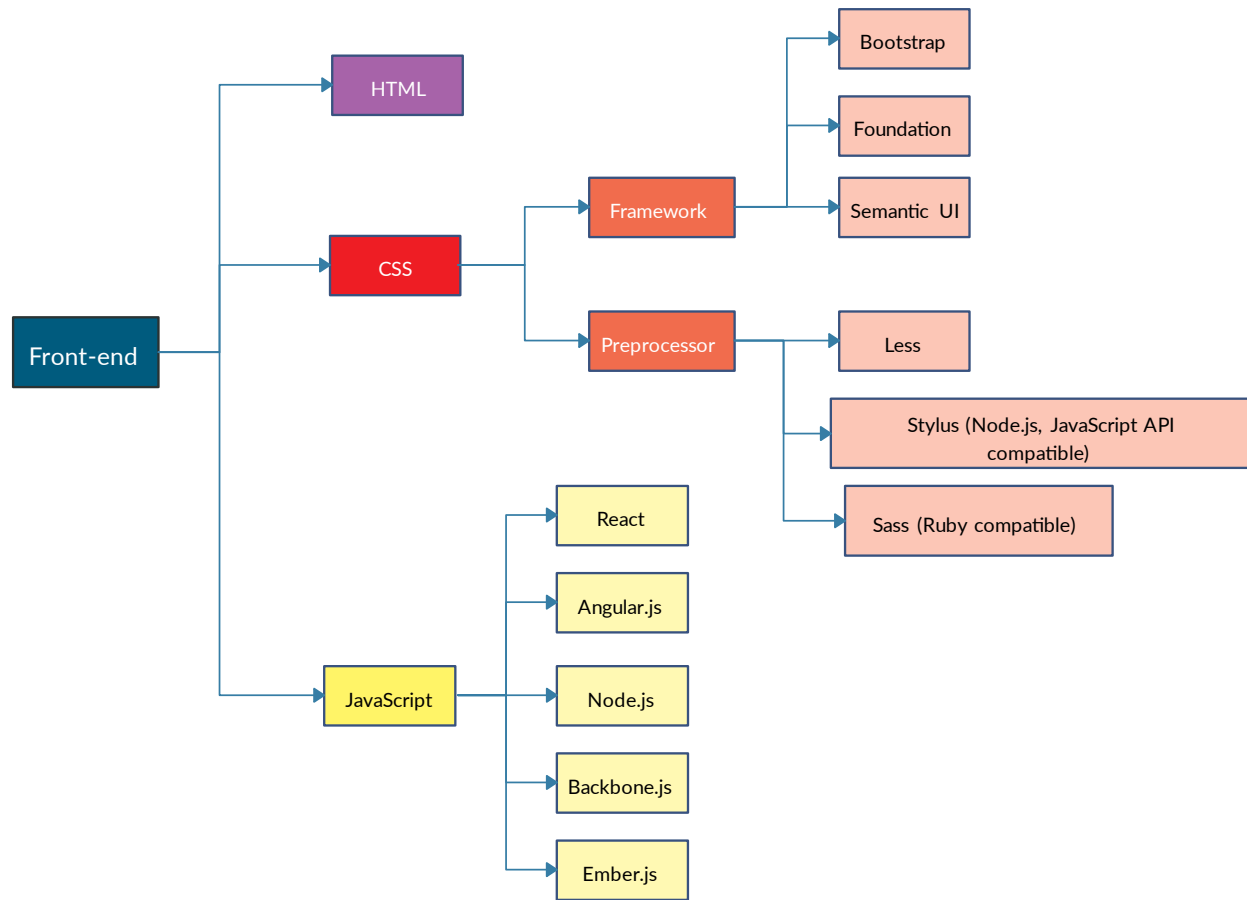 Bootstrap
HTML
Foundation
Framework
Semantic UI
CSS
Front-end
Preprocessor
Less
Stylus (Node.js, JavaScript API
compatible)
React
Sass (Ruby compatible)
Angular.js
JavaScript
Node.js
Backbone.js
Ember.js